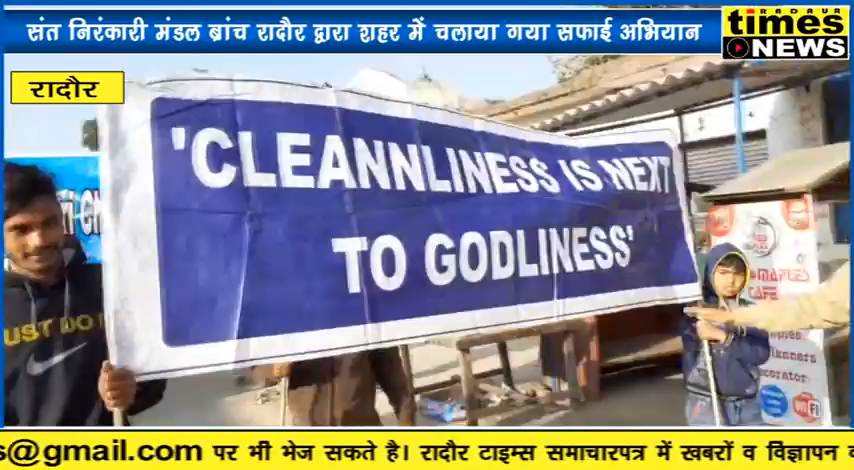 संत निरंकारी मंडल ब्रांच रादौर द्वारा शहर में चलाया गया सफाई अभियान
RADAUR
times
NEWS
रादौर
'CLEANNLINESS IS NEXT
TO GODLINESS'
JUST DO
MAPLES
CAFE
WiFi
s@gmail.com पर भी भेज सकते है। रादौर टाइम्स समाचारपत्र में खबरों व विज्ञापन